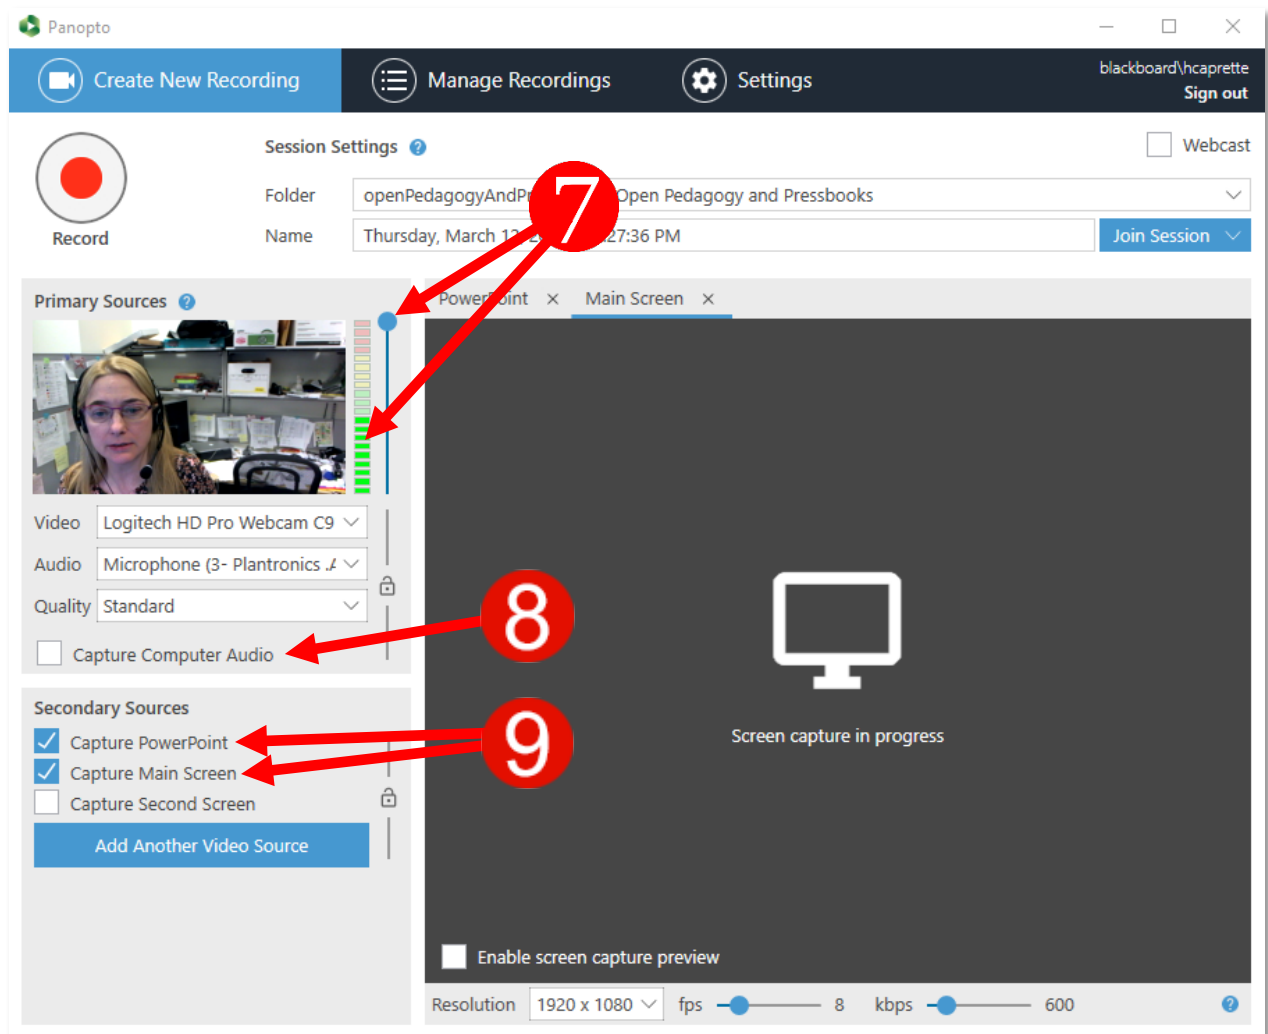 Panopto
Create New Recording
Manage Recordings
Settings
blackboard\hcaprette
Sign out
Record
Session Settings
Webcast
Folder
openPedagogyAndPr Open Pedagogy and Pressbooks
Name
Thursday, March 1 27:36 PM
Join Session
7
Primary Sources
PowerPoint
Main Screen
Video
Logitech HD Pro Webcam C9
Audio
Microphone (3- Plantronics .A
Quality
Standard
Capture Computer Audio
8
Secondary Sources
Capture PowerPoint
Capture Main Screen
Capture Second Screen
9
Add Another Video Source
Screen capture in progress
Enable screen capture preview
Resolution 1920 x 1080 fps 8 kbps 600